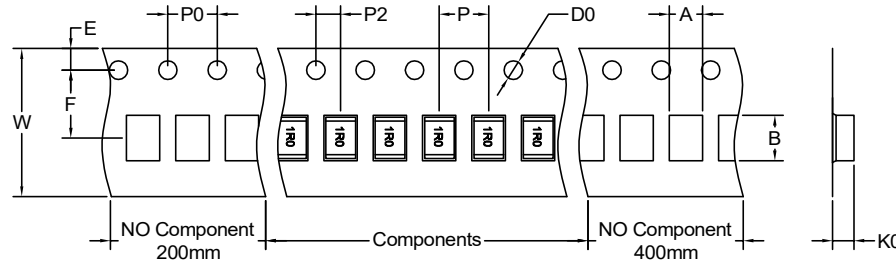 E
P0
P2
P
D0
A
F
W
B
1R0
1R0
1R0
1R0
1R0
1R0
NO Component
200mm
Components
NO Component
400mm
K0